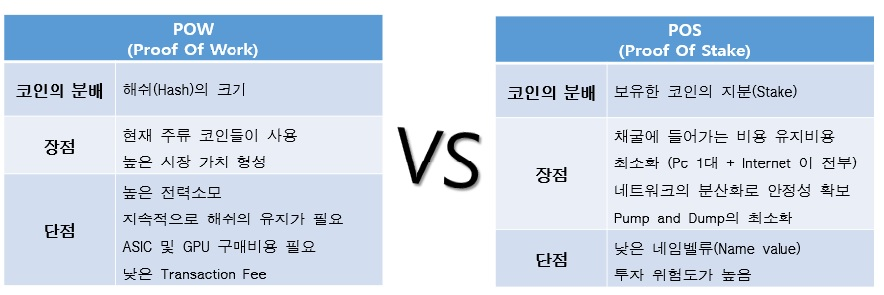 POW
(Proof Of Work)
코인의 분배
해쉬(Hash)의 크기
장점
현재 주류 코인들이 사용
높은 시장 가치 형성
단점
높은 전력소모
지속적으로 해쉬의 유지가 필요
ASIC 및 GPU 구매비용 필요
낮은 Transaction Fee
VS
POS
(Proof Of Stake)
코인의 분배
보유한 코인의 지분(Stake)
장점
채굴에 들어가는 비용 유지비용
최소화 (Pc 1대 + Internet 이 전부)
네트워크의 분산화로 안정성 확보
Pump and Dump의 최소화
단점
낮은 네임벨류(Name value)
투자 위험도가 높음